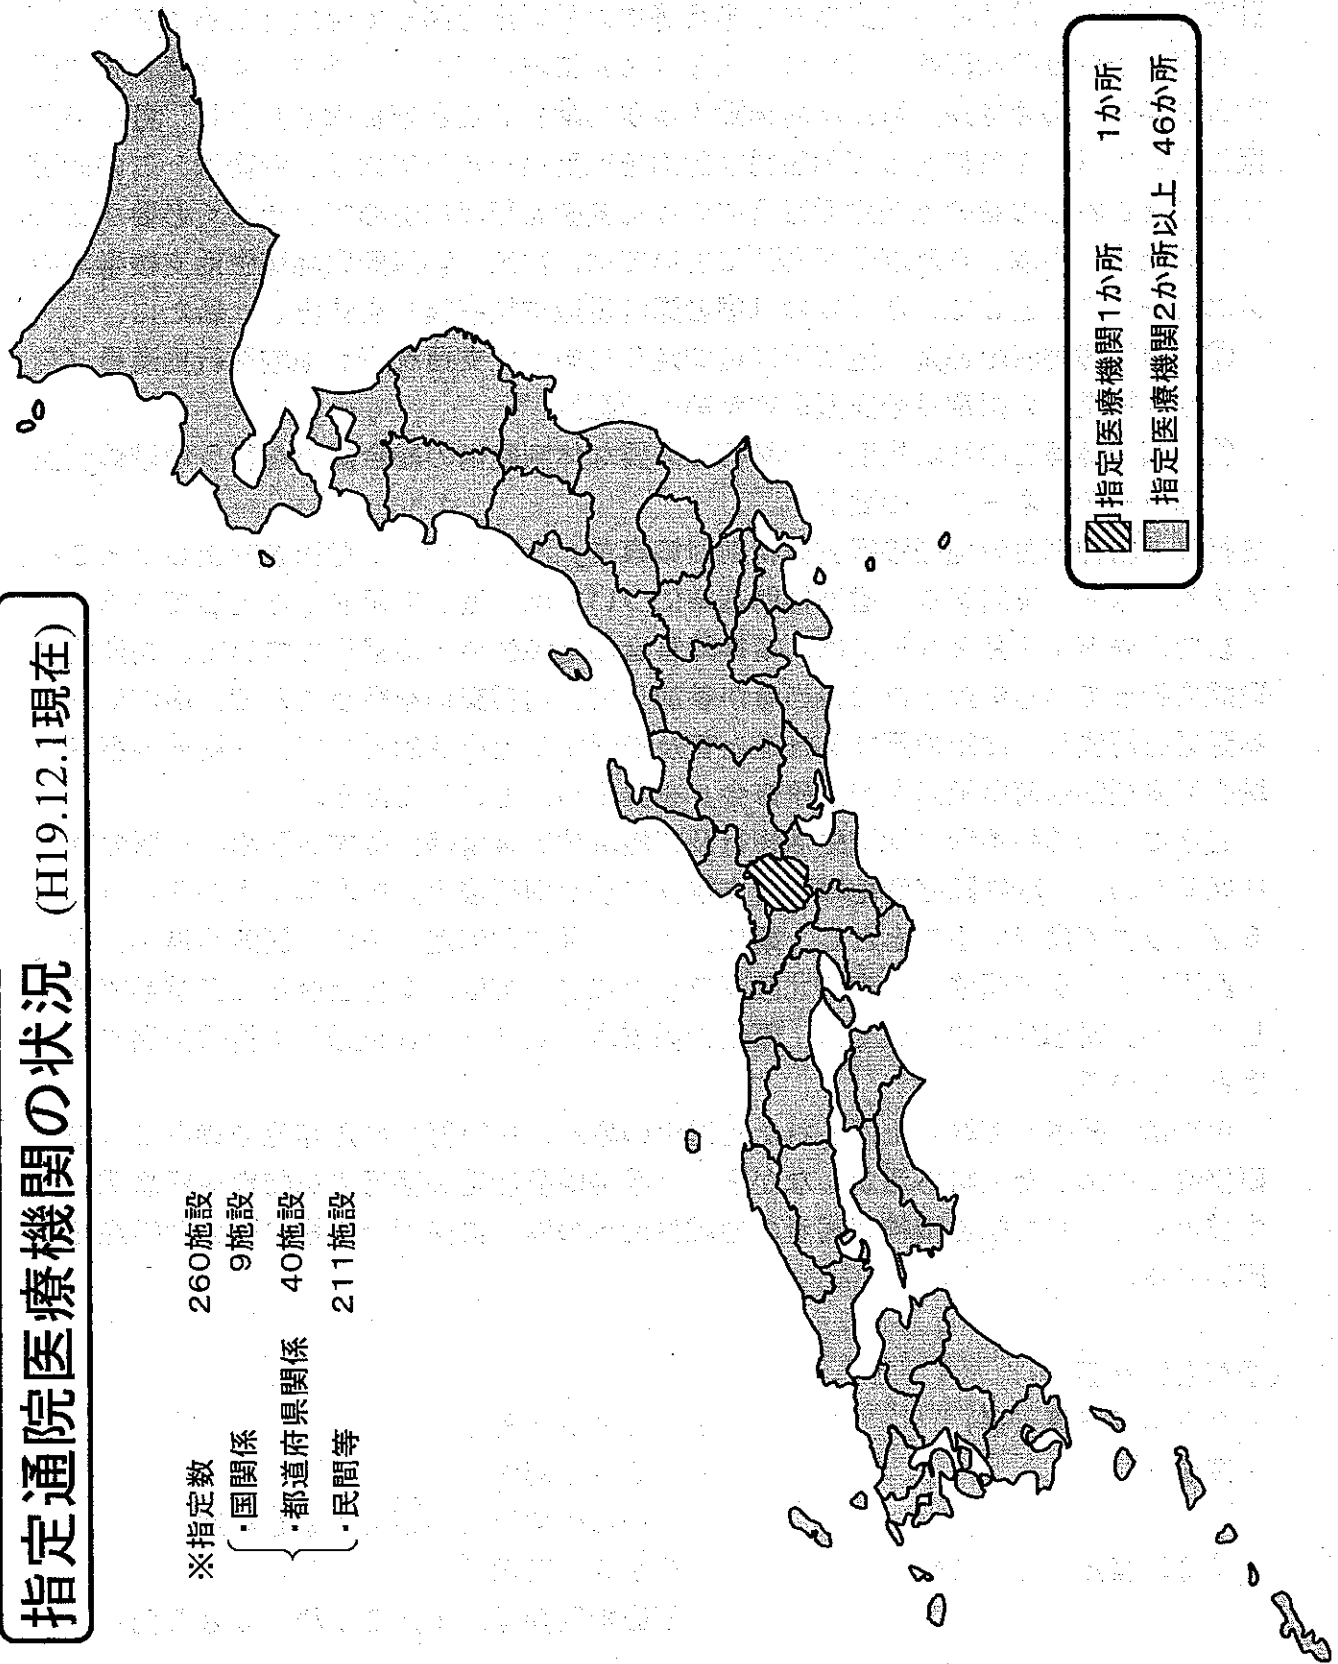 指定通院医療機関の状況 (H19.12.1現在)
※指定数 260施設
・国関係 9施設
・都道府県関係 40施設
・民間等 211施設
指定医療機関1か所 1か所
指定医療機関2か所以上 46か所